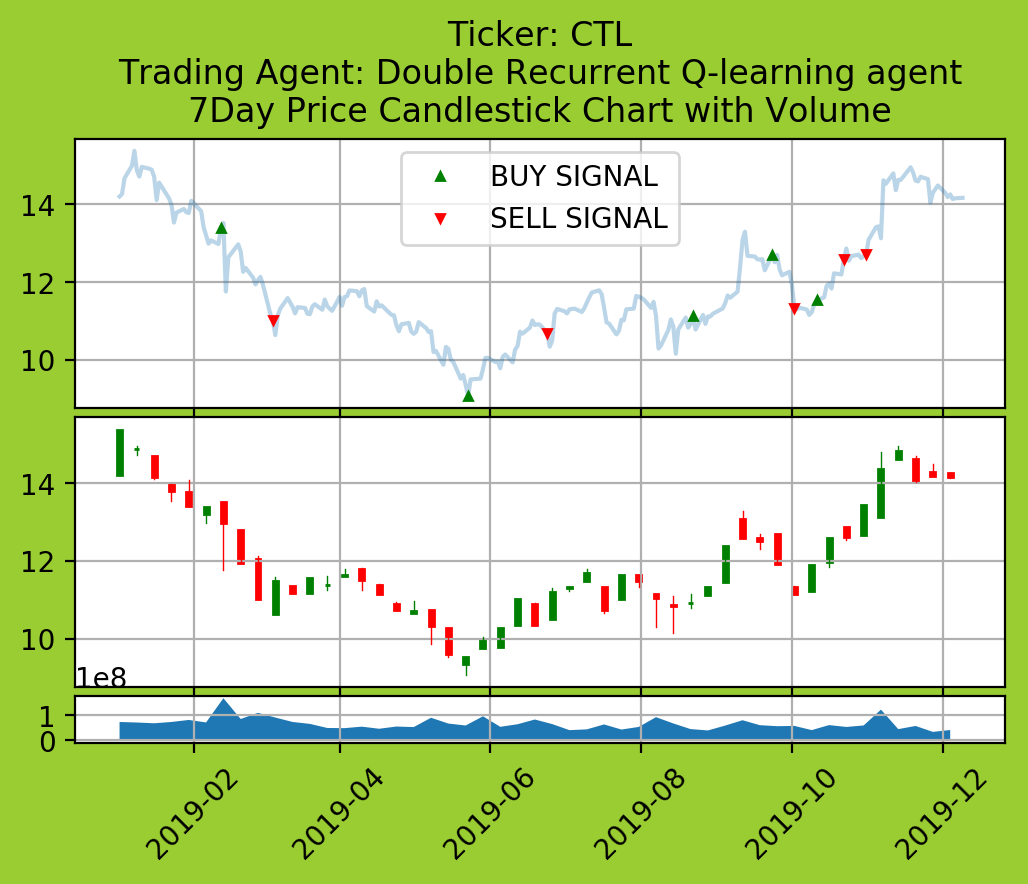 Ticker: CTL
Trading Agent: Double Recurrent Q-learning agent
7Day Price Candlestick Chart with Volume
BUY SIGNAL
SELL SIGNAL
14
12
10
14
12
10
1e8
1
0
2019-02
2019-04
2019-06
2019-08
2019-10
2019-12